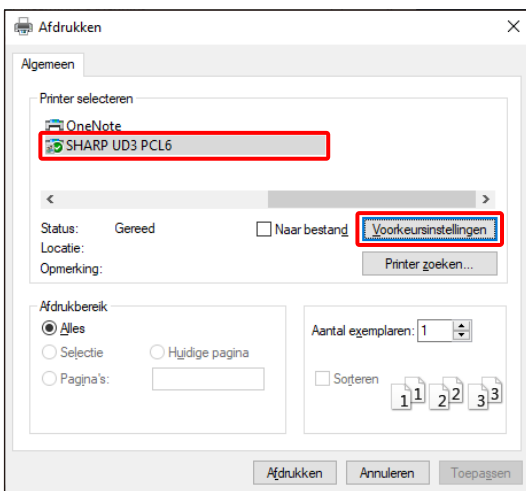 Afdrukken
Algemeen
Printer selecteren
OneNote
SHARP UD3 PCL6
Status: Gereed
Naar bestand
Voorkeursinstellingen
Locatie:
Opmerking:
Printer zoeken...
Afdrukbereik
Alles
Selectie
Huidige pagina
Pagina's:
Aantal exemplaren: 1
Sorteren
1 1 2 2 3 3
Afdrukken
Annuleren
Toepassen